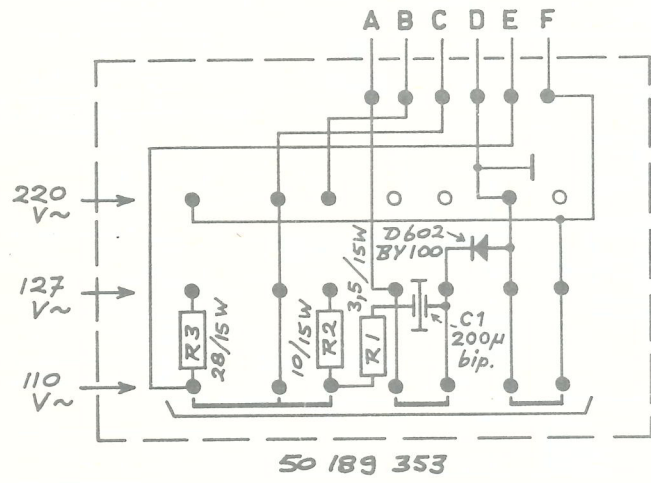 A B C D E F
220
V~
127
V~
110
V~
D602
BY100
3,5/15W
R1
C1
200µ
bip.
R2
10/15W
R3
28/15W
50 189 353